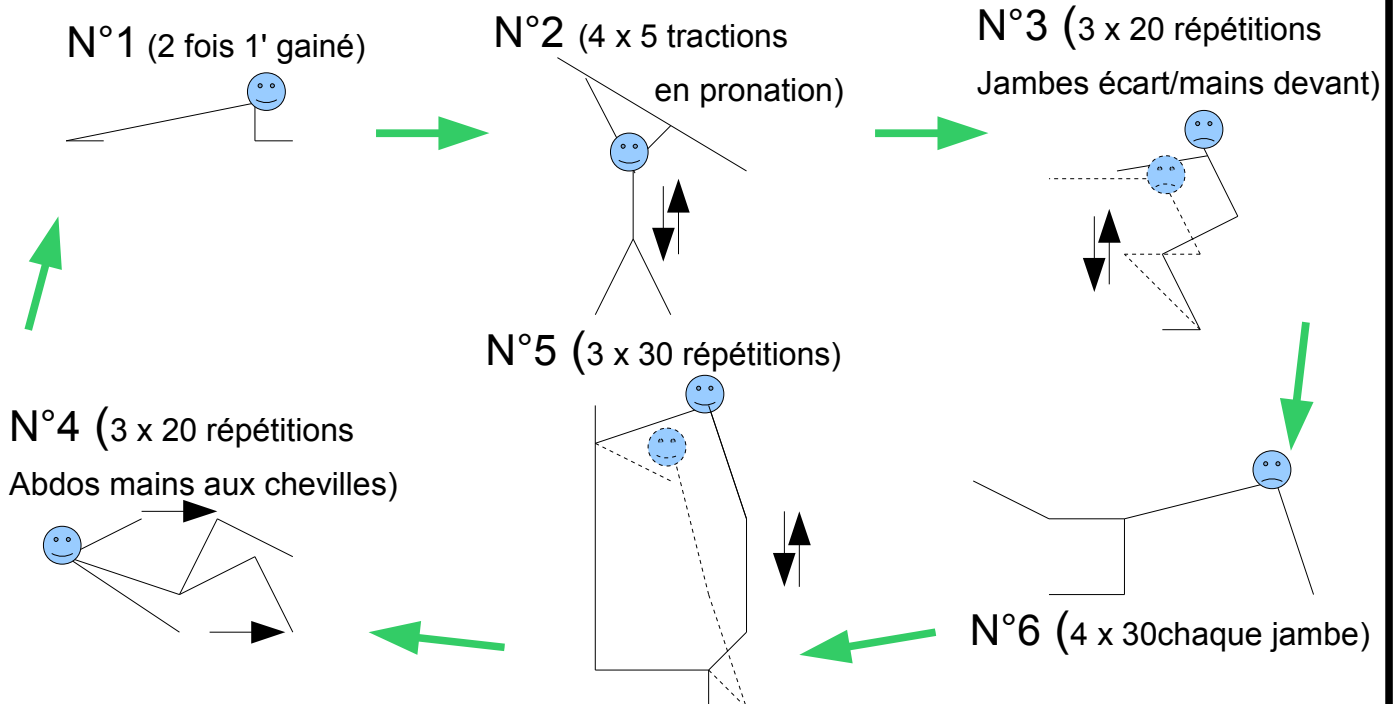 N°1 (2 fois 1' gainé)
N°2 (4 x 5 tractions
en pronation)
N°3 (3 x 20 répétitions
Jambes écart/mains devant)
N°5 (3 x 30 répétitions)
N°4 (3 x 20 répétitions
Abdos mains aux chevilles)
N°6 (4 x 30chaque jambe)